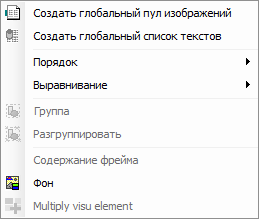 Создать глобальный пул изображений
Создать глобальный список текстов
Порядок
Выравнивание
Группа
Разгруппировать
Содержание фрейма
Фон
Multiply visu element